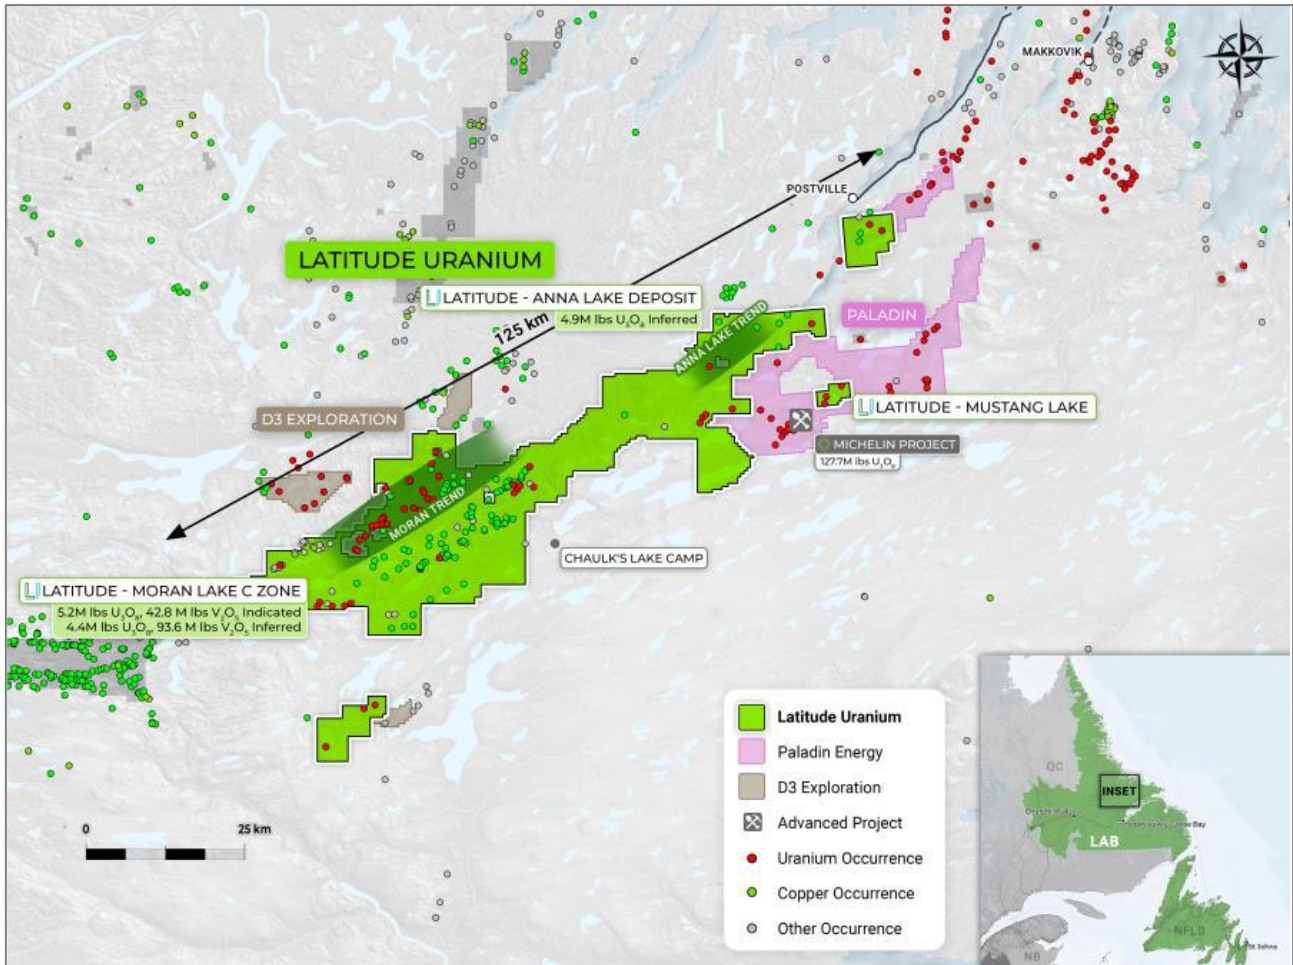 MAKKOVIK
POSTVILLE
LATITUDE URANIUM
LATITUDE - ANNA LAKE DEPOSIT
4.9M lbs U₃O₈ Inferred
125 km
ANNA LAKE TREND
PALADIN
D3 EXPLORATION
LATITUDE - MUSTANG LAKE
MICHELIN PROJECT
127.7M lbs U₃O₈
MORAN TREND
CHAULK'S LAKE CAMP
LATITUDE - MORAN LAKE C ZONE
5.2M lbs U₃O₈, 42.8 M lbs V₂O₅ Indicated
4.4M lbs U₃O₈, 93.6 M lbs V₂O₅ Inferred
0 25 km
Latitude Uranium
Paladin Energy
D3 Exploration
Advanced Project
Uranium Occurrence
Copper Occurrence
Other Occurrence
QC
INSET
LAB
NFLD
St Johns
NB